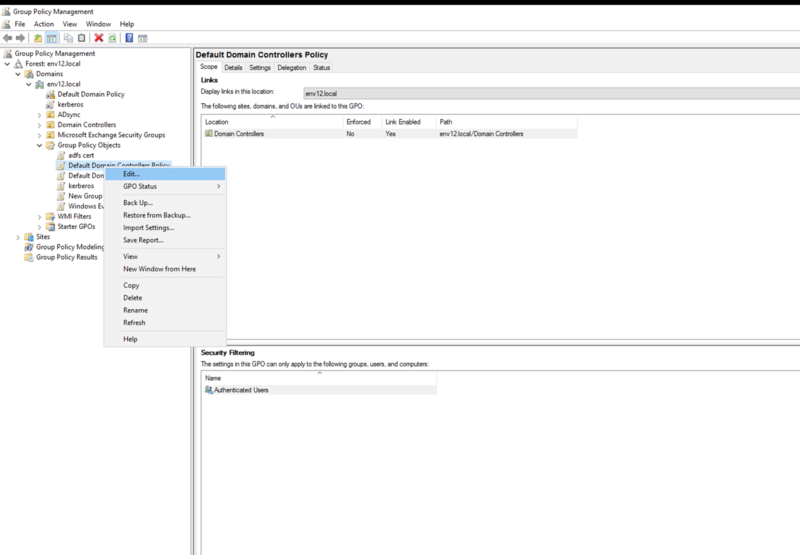 Group Policy Management
File Action View Window Help
Group Policy Management
Forest: env12.local
Domains
env12.local
Default Domain Policy
kerberos
ADsync
Domain Controllers
Microsoft Exchange Security Groups
Group Policy Objects
adfs cert
Default Domain Controllers Policy
Default Dom
kerberos
New Group
Windows Ev
WMI Filters
Starter GPOs
Sites
Group Policy Modeling
Group Policy Results
Edit...
GPO Status
Back Up...
Restore from Backup...
Import Settings...
Save Report...
View
New Window from Here
Copy
Delete
Rename
Refresh
Help
Default Domain Controllers Policy
Scope Details Settings Delegation Status
Links
Display links in this location: env12.local
The following sites, domains, and OUs are linked to this GPO:
Location Enforced Link Enabled Path
Domain Controllers No Yes env12.local/Domain Controllers
Security Filtering
The settings in this GPO can only apply to the following groups, users, and computers:
Name
Authenticated Users